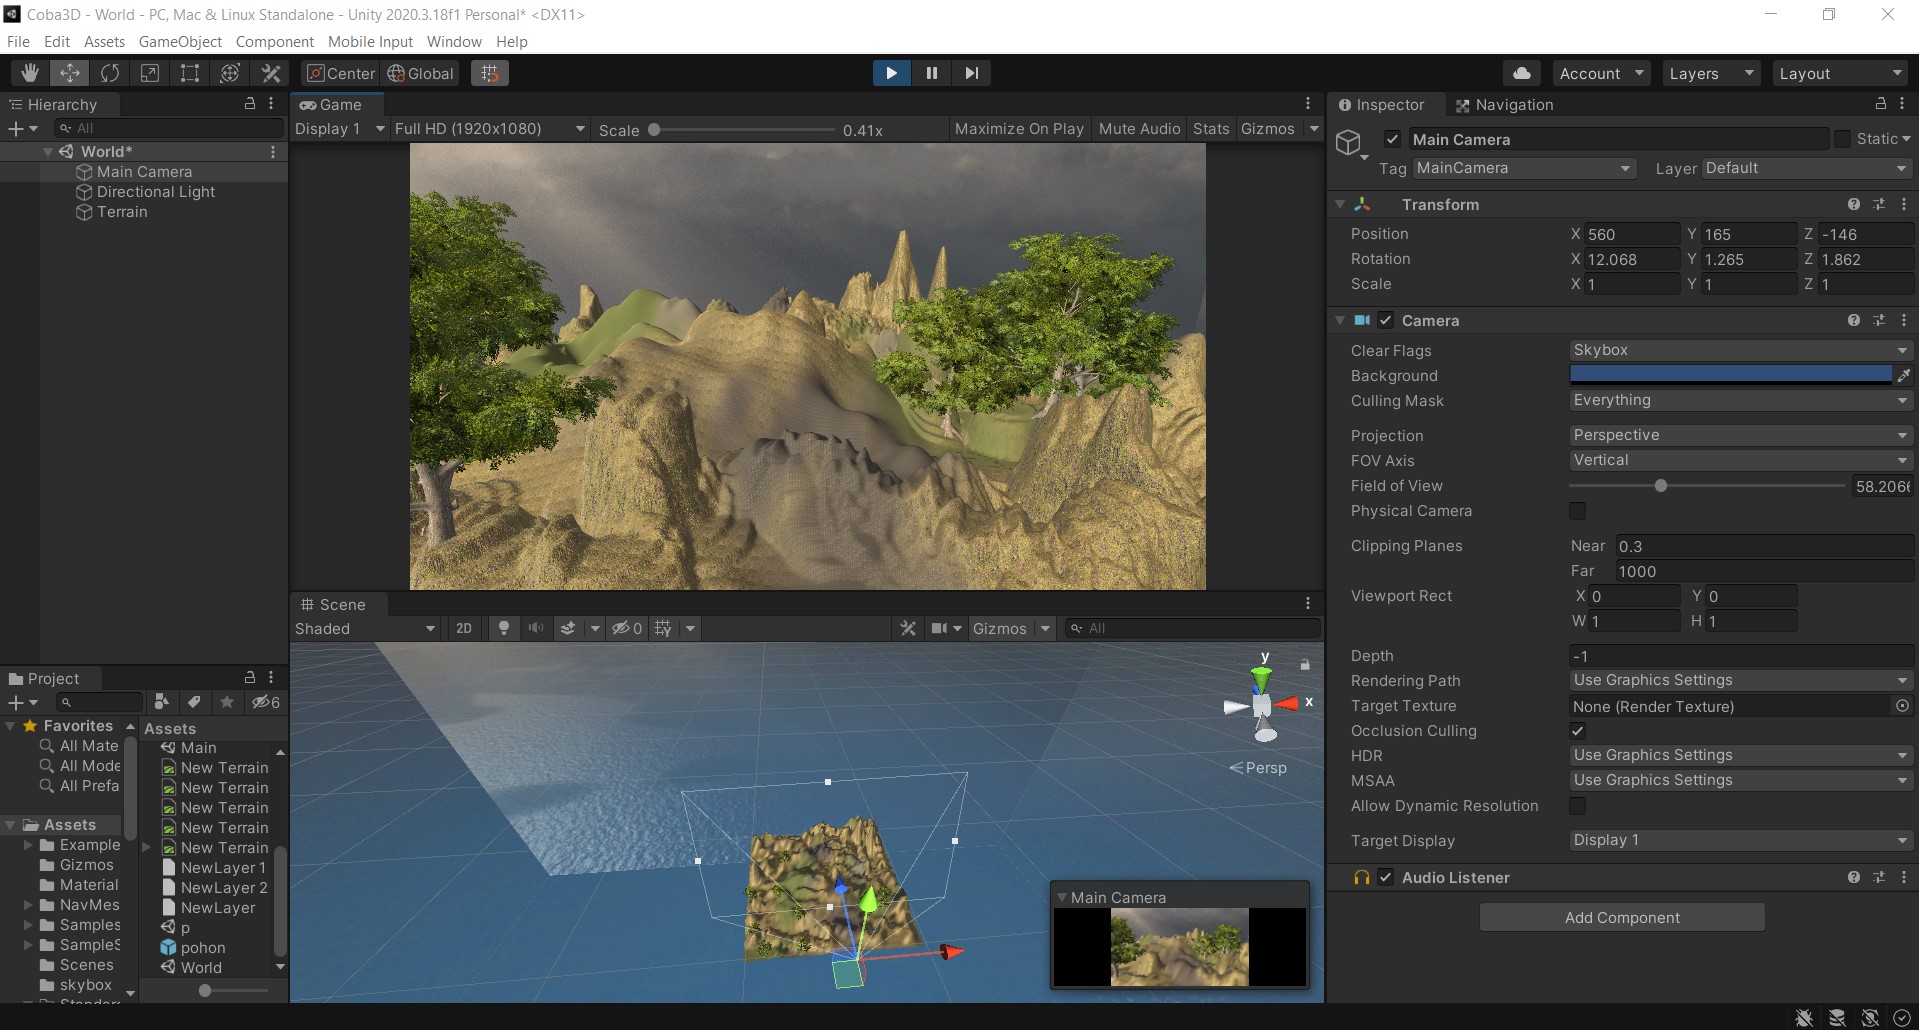 Coba3D - World - PC, Mac & Linux Standalone - Unity 2020.3.18f1 Personal* <DX11>
File Edit Assets GameObject Component Mobile Input Window Help
Center Global Account Layers Layout
Hierarchy
All
World*
Main Camera
Directional Light
Terrain
Game
Display 1 Full HD (1920x1080) Scale 0.41x Maximize On Play Mute Audio Stats Gizmos
Scene
Shaded 2D 0 Gizmos All
y
x
Persp
Main Camera
Project
6
Favorites
All Mate
All Mode
All Prefa
Assets
Example
Gizmos
Material
NavMes
Samples
SampleS
Scenes
skybox
Standar
Assets
Main
New Terrain
New Terrain
New Terrain
New Terrain
New Terrain
NewLayer 1
NewLayer 2
NewLayer
p
pohon
World
Inspector Navigation
Main Camera Static
Tag MainCamera Layer Default
Transform
Position X 560 Y 165 Z -146
Rotation X 12.068 Y 1.265 Z 1.862
Scale X 1 Y 1 Z 1
Camera
Clear Flags Skybox
Background
Culling Mask Everything
Projection Perspective
FOV Axis Vertical
Field of View 58.206
Physical Camera
Clipping Planes Near 0.3
Far 1000
Viewport Rect X 0 Y 0
W 1 H 1
Depth -1
Rendering Path Use Graphics Settings
Target Texture None (Render Texture)
Occlusion Culling
HDR Use Graphics Settings
MSAA Use Graphics Settings
Allow Dynamic Resolution
Target Display Display 1
Audio Listener
Add Component